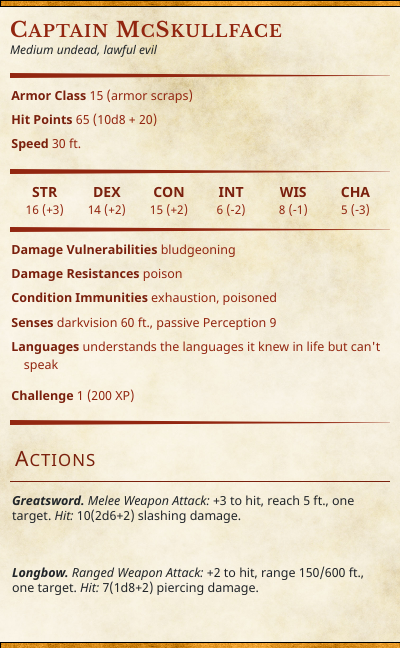 Captain McSkullface
Medium undead, lawful evil
Armor Class 15 (armor scraps)
Hit Points 65 (10d8 + 20)
Speed 30 ft.
STR DEX CON INT WIS CHA
16 (+3) 14 (+2) 15 (+2) 6 (-2) 8 (-1) 5 (-3)
Damage Vulnerabilities bludgeoning
Damage Resistances poison
Condition Immunities exhaustion, poisoned
Senses darkvision 60 ft., passive Perception 9
Languages understands the languages it knew in life but can't
speak
Challenge 1 (200 XP)
Actions
Greatsword. Melee Weapon Attack: +3 to hit, reach 5 ft., one
target. Hit: 10(2d6+2) slashing damage.
Longbow. Ranged Weapon Attack: +2 to hit, range 150/600 ft.,
one target. Hit: 7(1d8+2) piercing damage.